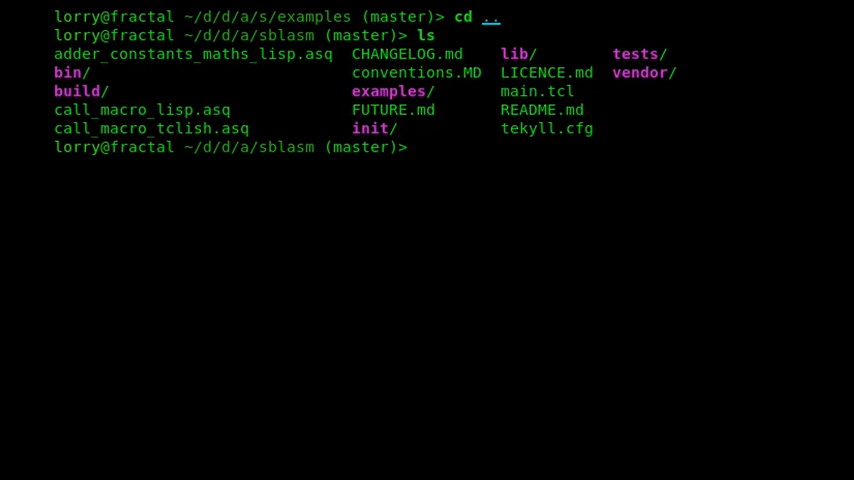 lorry@fractal ~/d/d/a/s/examples (master)> cd ..
lorry@fractal ~/d/d/a/sblasm (master)> ls
adder_constants_maths_lisp.asq  CHANGELOG.md    lib/        tests/
bin/                            conventions.MD  LICENCE.md  vendor/
build/                          examples/       main.tcl
call_macro_lisp.asq             FUTURE.md       README.md
call_macro_tclish.asq           init/           tekyll.cfg
lorry@fractal ~/d/d/a/sblasm (master)>